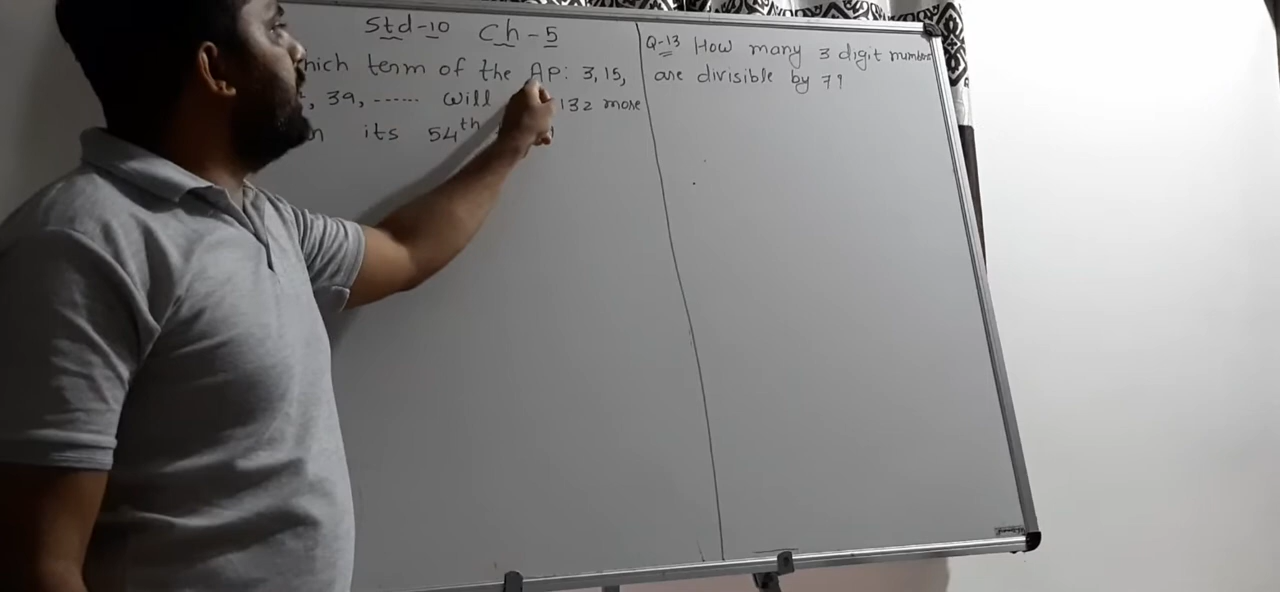 Std-10 Ch-5
term of the AP: 3, 15,
, 39, ...... will 132 more
its 54th
Q-13 How many 3 digit numbers
are divisible by 7?